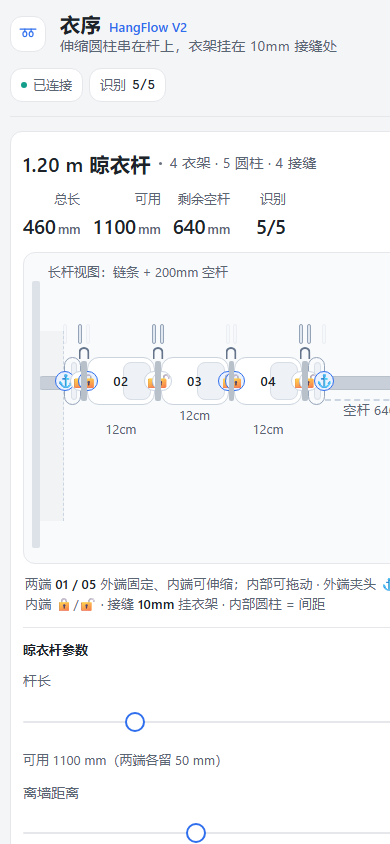 衣序 HangFlow V2
伸缩圆柱串在杆上，衣架挂在 10mm 接缝处
已连接 识别 5/5
1.20 m 晾衣杆 · 4 衣架 · 5 圆柱 · 4 接缝
总长 可用 剩余空杆 识别
460mm 1100mm 640mm 5/5
长杆视图：链条 + 200mm 空杆
02 03 04
空杆 640
12cm
12cm 12cm
两端 01 / 05 外端固定、内端可伸缩；内部可拖动 · 外端夹头 ⚓
内端 🔒/🔓 · 接缝 10mm 挂衣架 · 内部圆柱 = 间距
晾衣杆参数
杆长
可用 1100 mm（两端各留 50 mm）
离墙距离